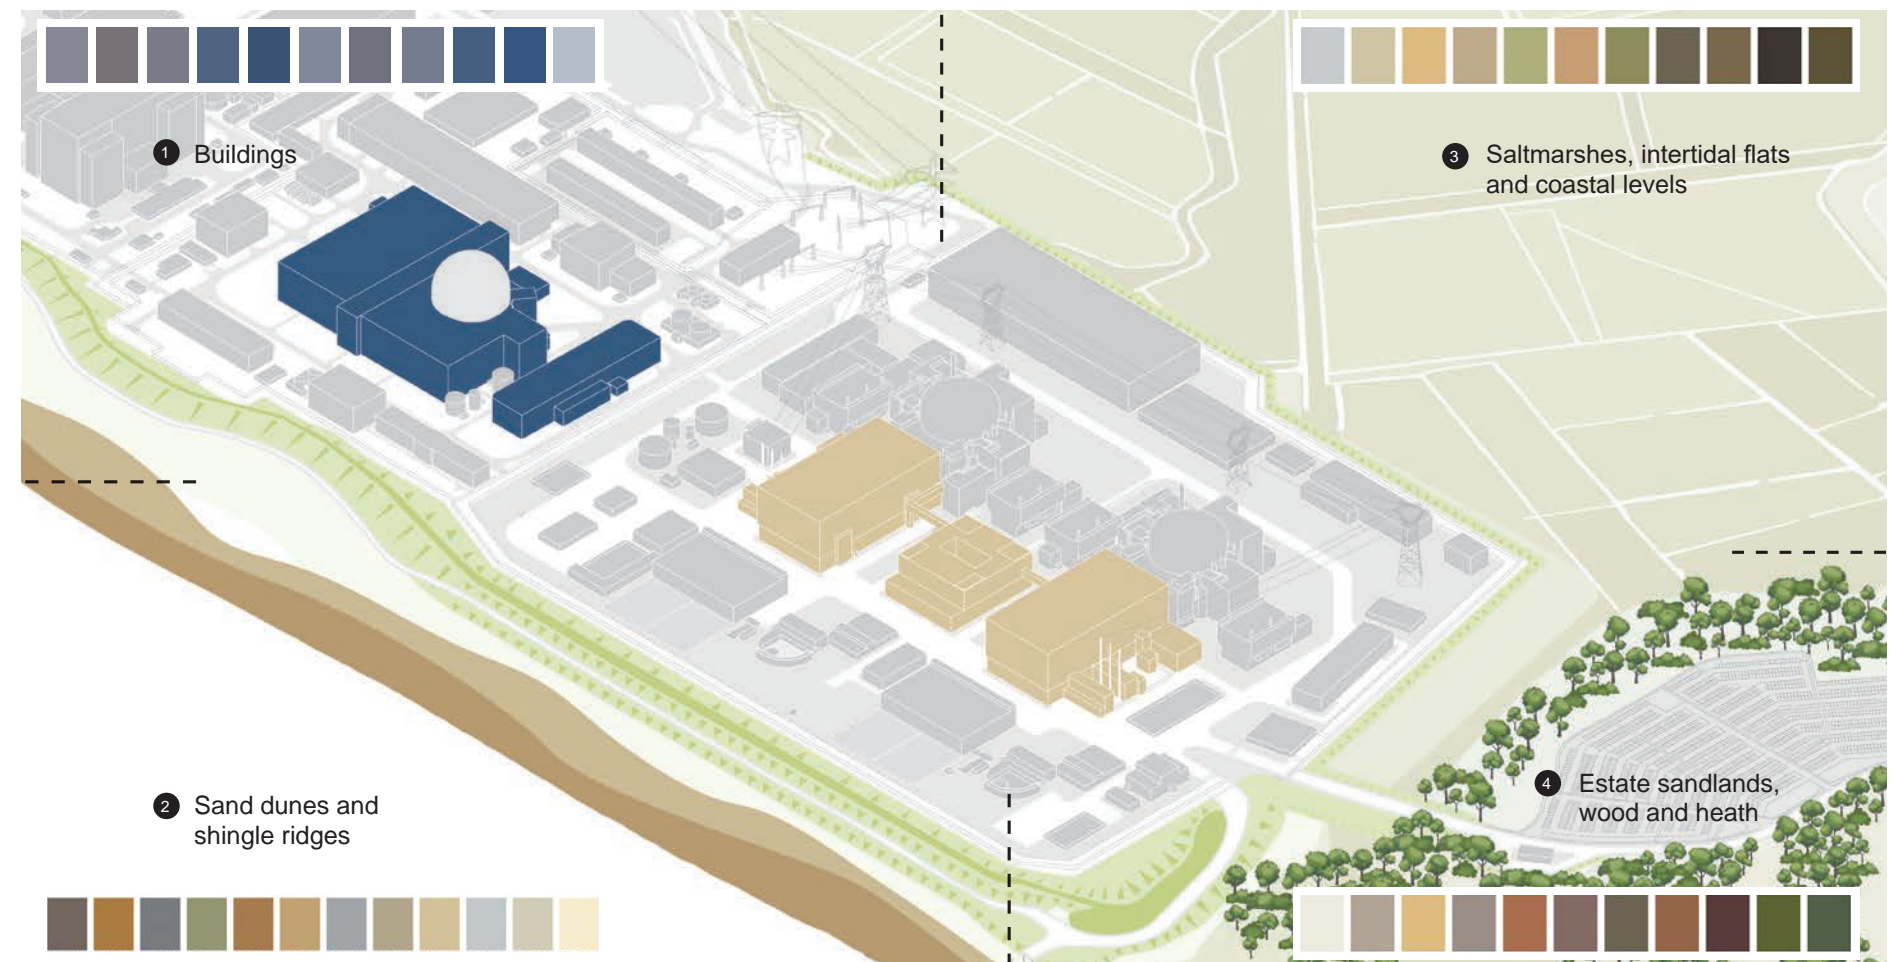 1 Buildings
3 Saltmarshes, intertidal flats
and coastal levels
2 Sand dunes and
shingle ridges
4 Estate sandlands,
wood and heath